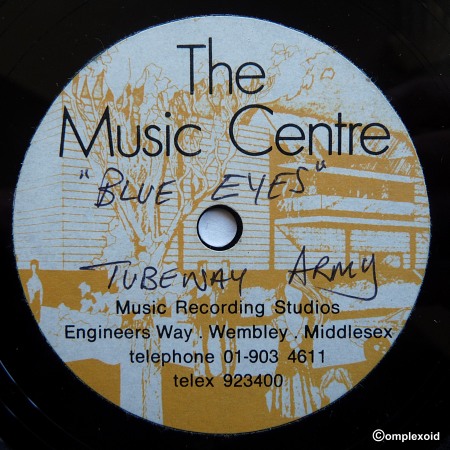 The
Music Centre
"BLUE EYES"
TUBEWAY ARMY
Music Recording Studios
Engineers Way . Wembley . Middlesex
telephone 01-903 4611
telex 923400
©omplexoid